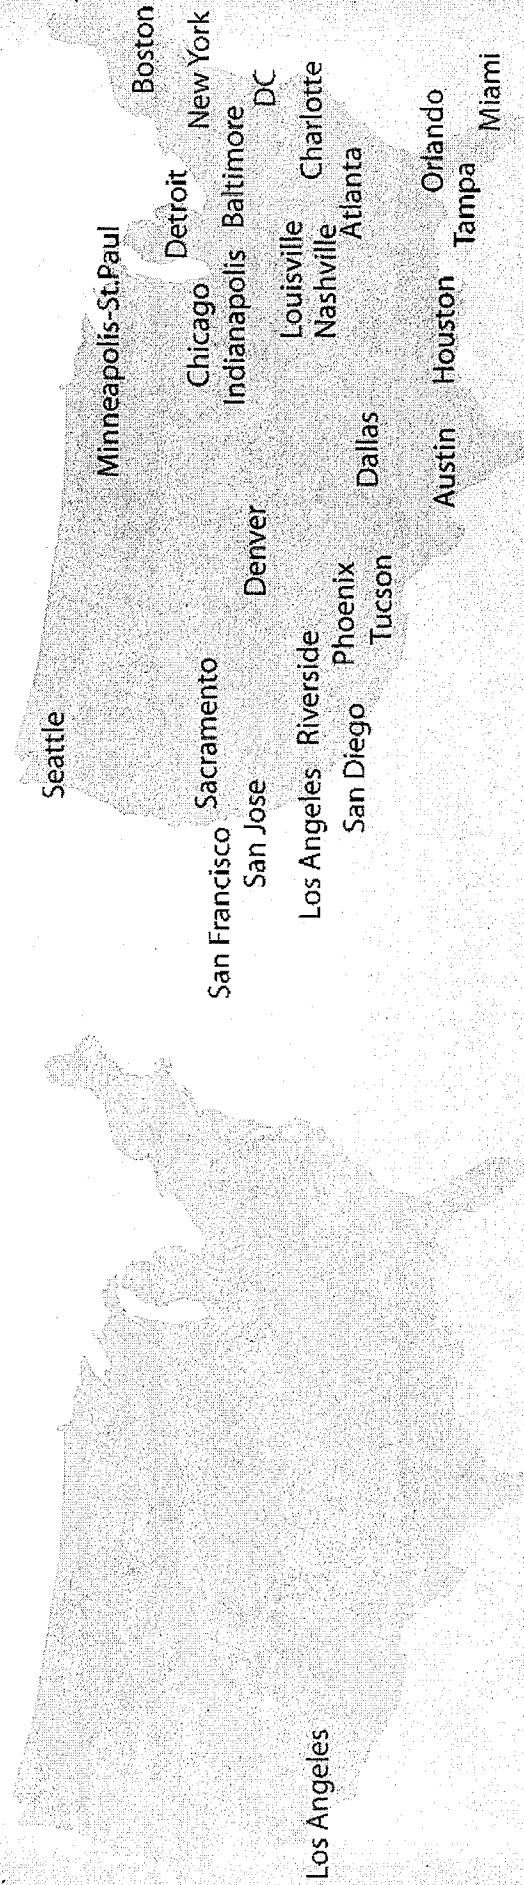 Los Angeles
Seattle
Minneapolis-St.Paul
Boston
Detroit
San Francisco
Sacramento
Chicago
New York
San Jose
Denver
Indianapolis
Baltimore
DC
Los Angeles
Riverside
Louisville
Nashville
Charlotte
San Diego
Phoenix
Tucson
Dallas
Atlanta
Austin
Houston
Tampa
Orlando
Miami